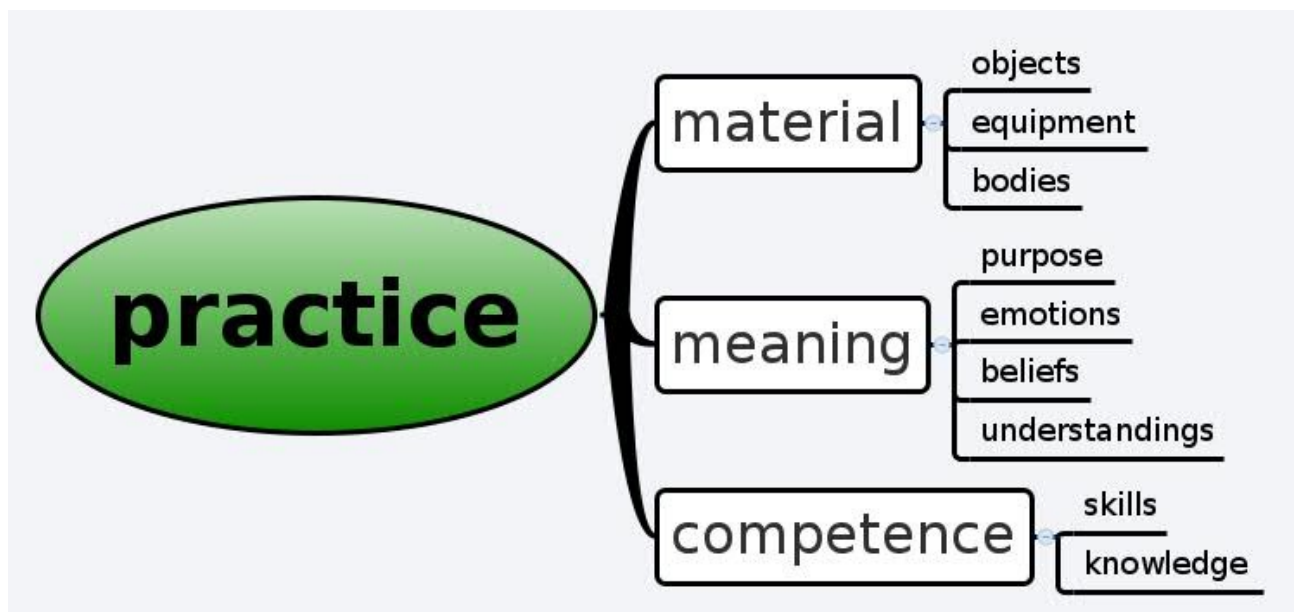 practice
material
objects
equipment
bodies
meaning
purpose
emotions
beliefs
understandings
competence
skills
knowledge